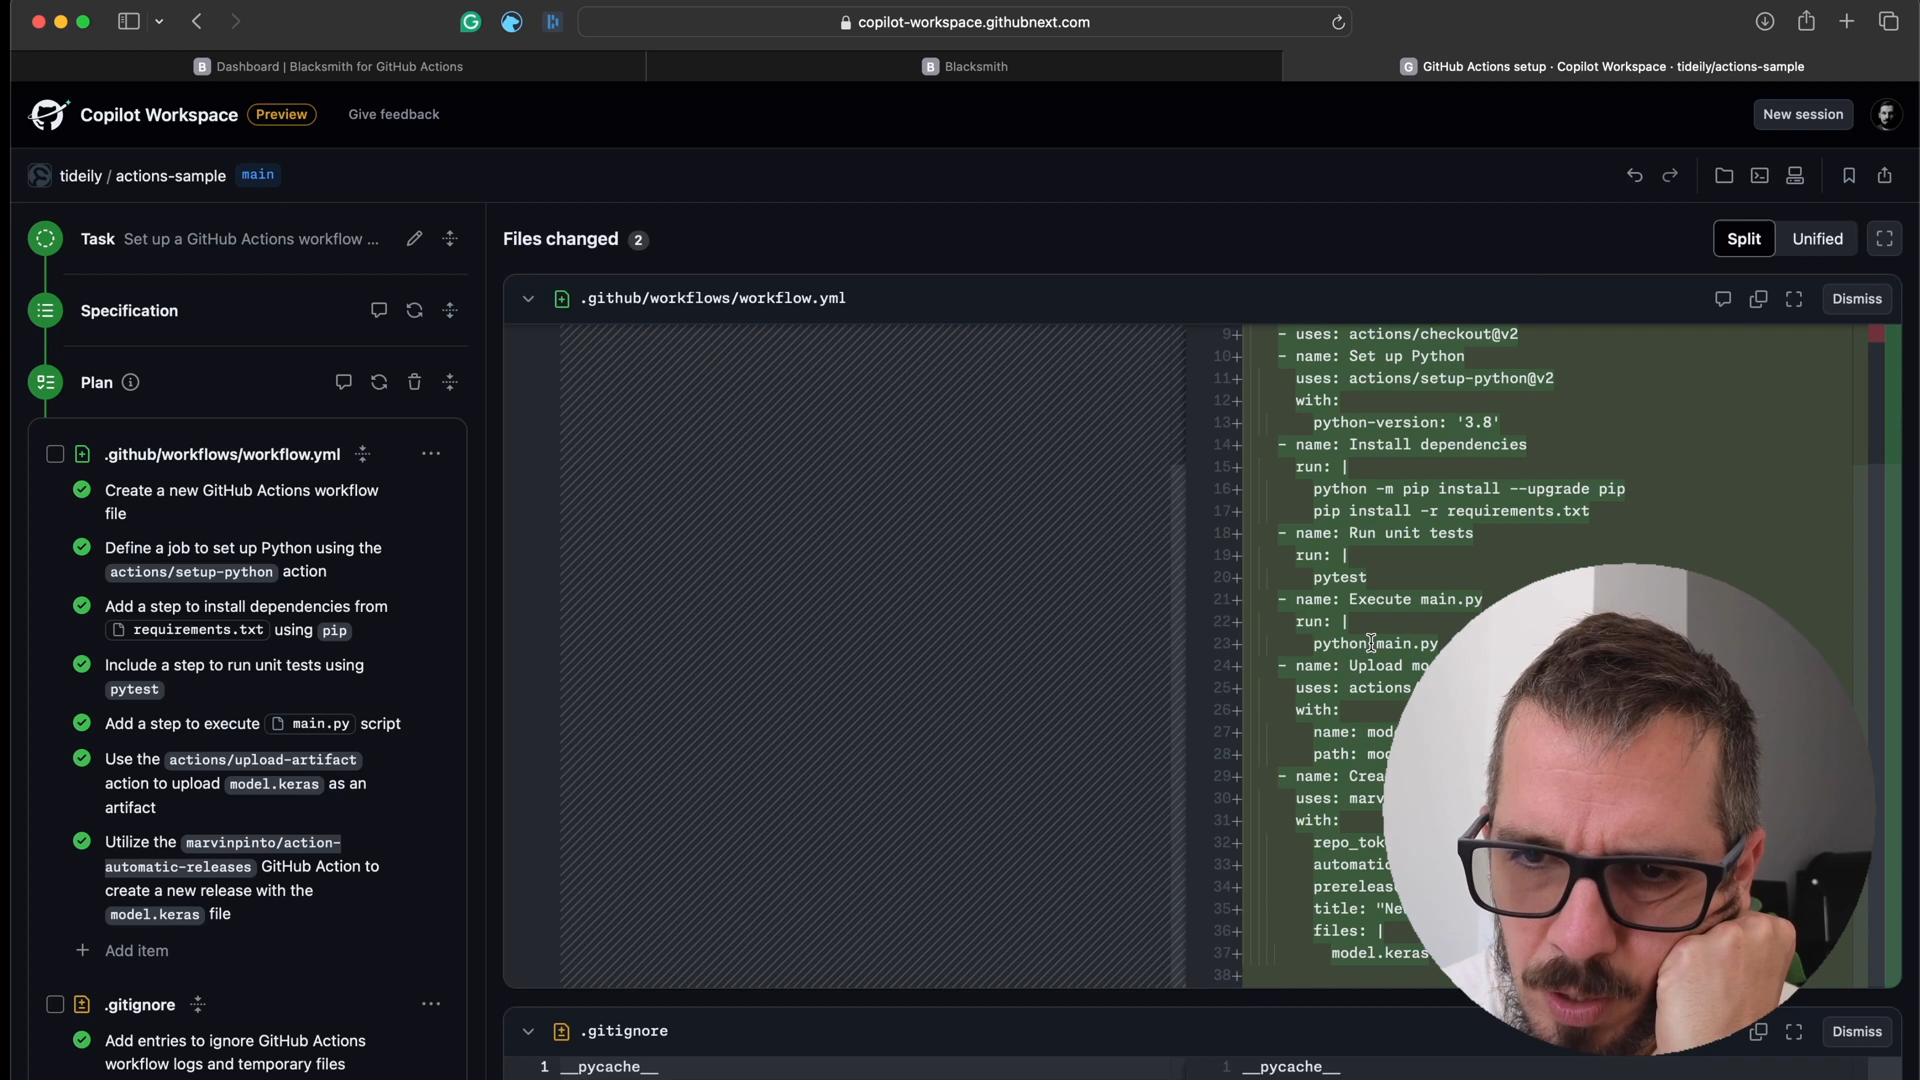 copilot-workspace.githubnext.com
Dashboard | Blacksmith for GitHub Actions
Blacksmith
GitHub Actions setup · Copilot Workspace · tideily/actions-sample
Copilot Workspace
Preview
Give feedback
New session
tideily / actions-sample
main
Task
Set up a GitHub Actions workflow ...
Specification
Plan
.github/workflows/workflow.yml
Create a new GitHub Actions workflow
file
Define a job to set up Python using the
actions/setup-python action
Add a step to install dependencies from
requirements.txt using pip
Include a step to run unit tests using
pytest
Add a step to execute main.py script
Use the actions/upload-artifact
action to upload model.keras as an
artifact
Utilize the marvinpinto/action-
automatic-releases GitHub Action to
create a new release with the
model.keras file
Add item
.gitignore
Add entries to ignore GitHub Actions
workflow logs and temporary files
Files changed 2
Split
Unified
.github/workflows/workflow.yml
Dismiss
9+ - uses: actions/checkout@v2
10+ - name: Set up Python
11+ uses: actions/setup-python@v2
12+ with:
13+ python-version: '3.8'
14+ - name: Install dependencies
15+ run: |
16+ python -m pip install --upgrade pip
17+ pip install -r requirements.txt
18+ - name: Run unit tests
19+ run: |
20+ pytest
21+ - name: Execute main.py
22+ run: |
23+ python main.py
24+ - name: Upload
25+ uses: actions/
26+ with:
27+ name:
28+ path:
29+ - name:
30+ uses:
31+ with:
32+
33+
34+
35+ title:
36+ files: |
37+ model.keras
38+
.gitignore
Dismiss
1 __pycache__
1 __pycache__